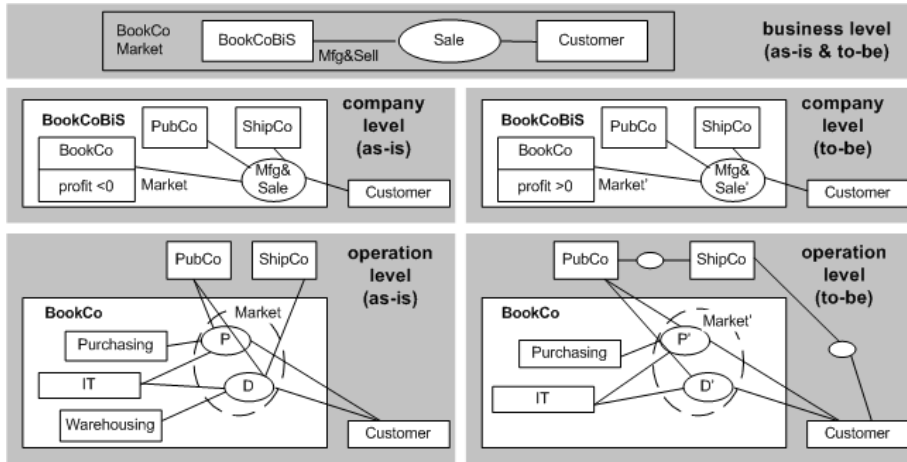 BookCo
Market
BookCoBiS
Mfg&Sell
Sale
Customer
business level
(as-is & to-be)
BookCoBiS
PubCo
ShipCo
company
level
(as-is)
BookCo
profit <0
Market
Mfg&
Sale
Customer
BookCoBiS
PubCo
ShipCo
company
level
(to-be)
BookCo
profit >0
Market'
Mfg&
Sale'
Customer
PubCo
ShipCo
operation
level
(as-is)
BookCo
Market
Purchasing
P
IT
D
Warehousing
Customer
PubCo
ShipCo
operation
level
(to-be)
BookCo
Market'
Purchasing
P'
IT
D'
Customer